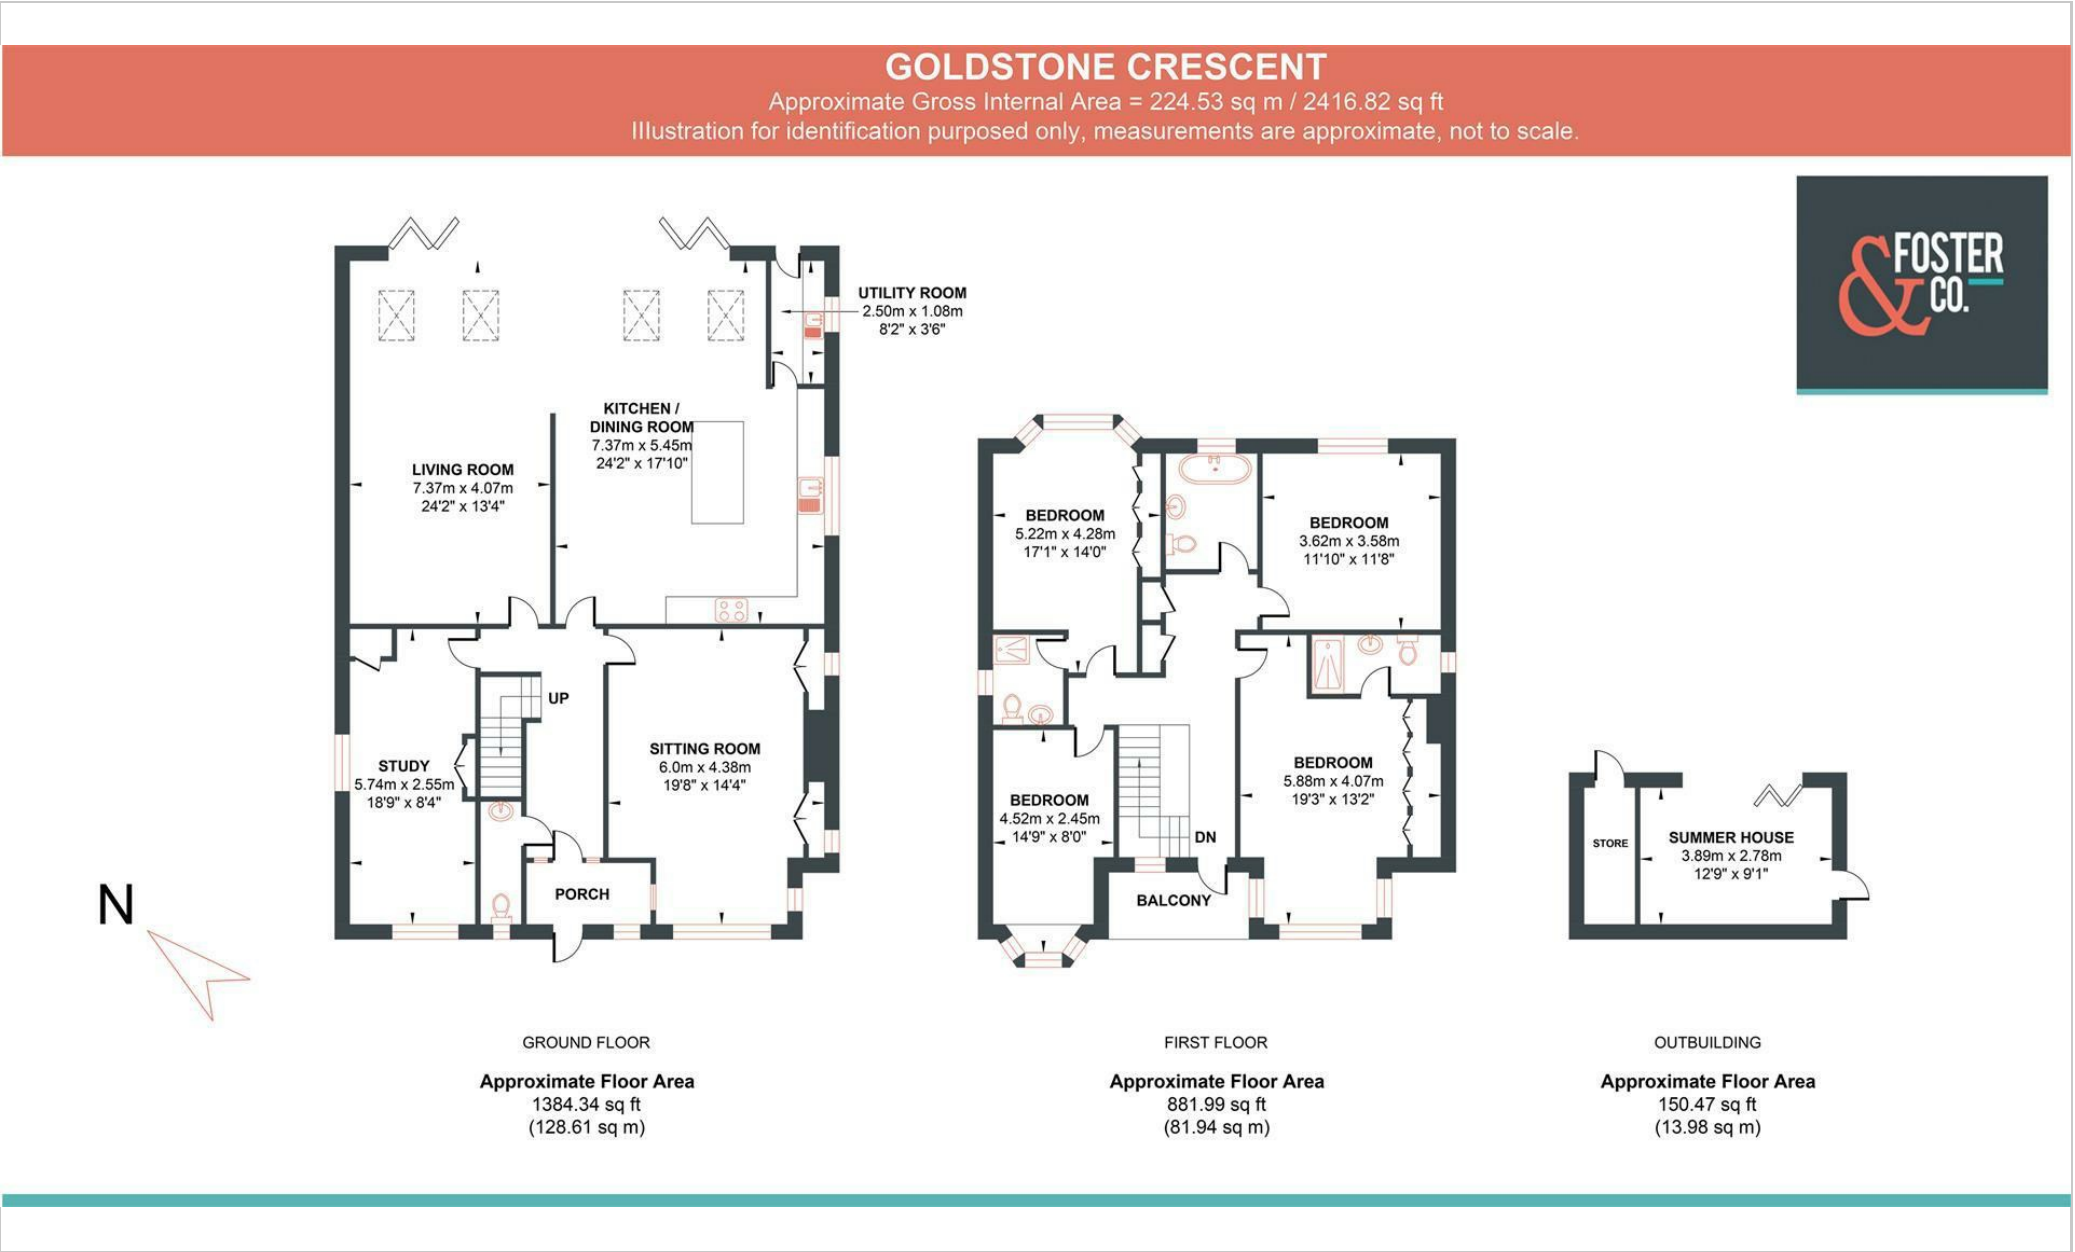 GOLDSTONE CRESCENT
Approximate Gross Internal Area = 224.53 sq m / 2416.82 sq ft
Illustration for identification purposed only, measurements are approximate, not to scale.
&FOSTER
CO.
UTILITY ROOM
2.50m x 1.08m
8'2" x 3'6"
KITCHEN /
DINING ROOM
7.37m x 5.45m
24'2" x 17'10"
LIVING ROOM
7.37m x 4.07m
24'2" x 13'4"
UP
STUDY
5.74m x 2.55m
18'9" x 8'4"
SITTING ROOM
6.0m x 4.38m
19'8" x 14'4"
PORCH
N
BEDROOM
5.22m x 4.28m
17'1" x 14'0"
BEDROOM
3.62m x 3.58m
11'10" x 11'8"
BEDROOM
5.88m x 4.07m
19'3" x 13'2"
BEDROOM
4.52m x 2.45m
14'9" x 8'0"
DN
BALCONY
STORE
SUMMER HOUSE
3.89m x 2.78m
12'9" x 9'1"
GROUND FLOOR
Approximate Floor Area
1384.34 sq ft
(128.61 sq m)
FIRST FLOOR
Approximate Floor Area
881.99 sq ft
(81.94 sq m)
OUTBUILDING
Approximate Floor Area
150.47 sq ft
(13.98 sq m)